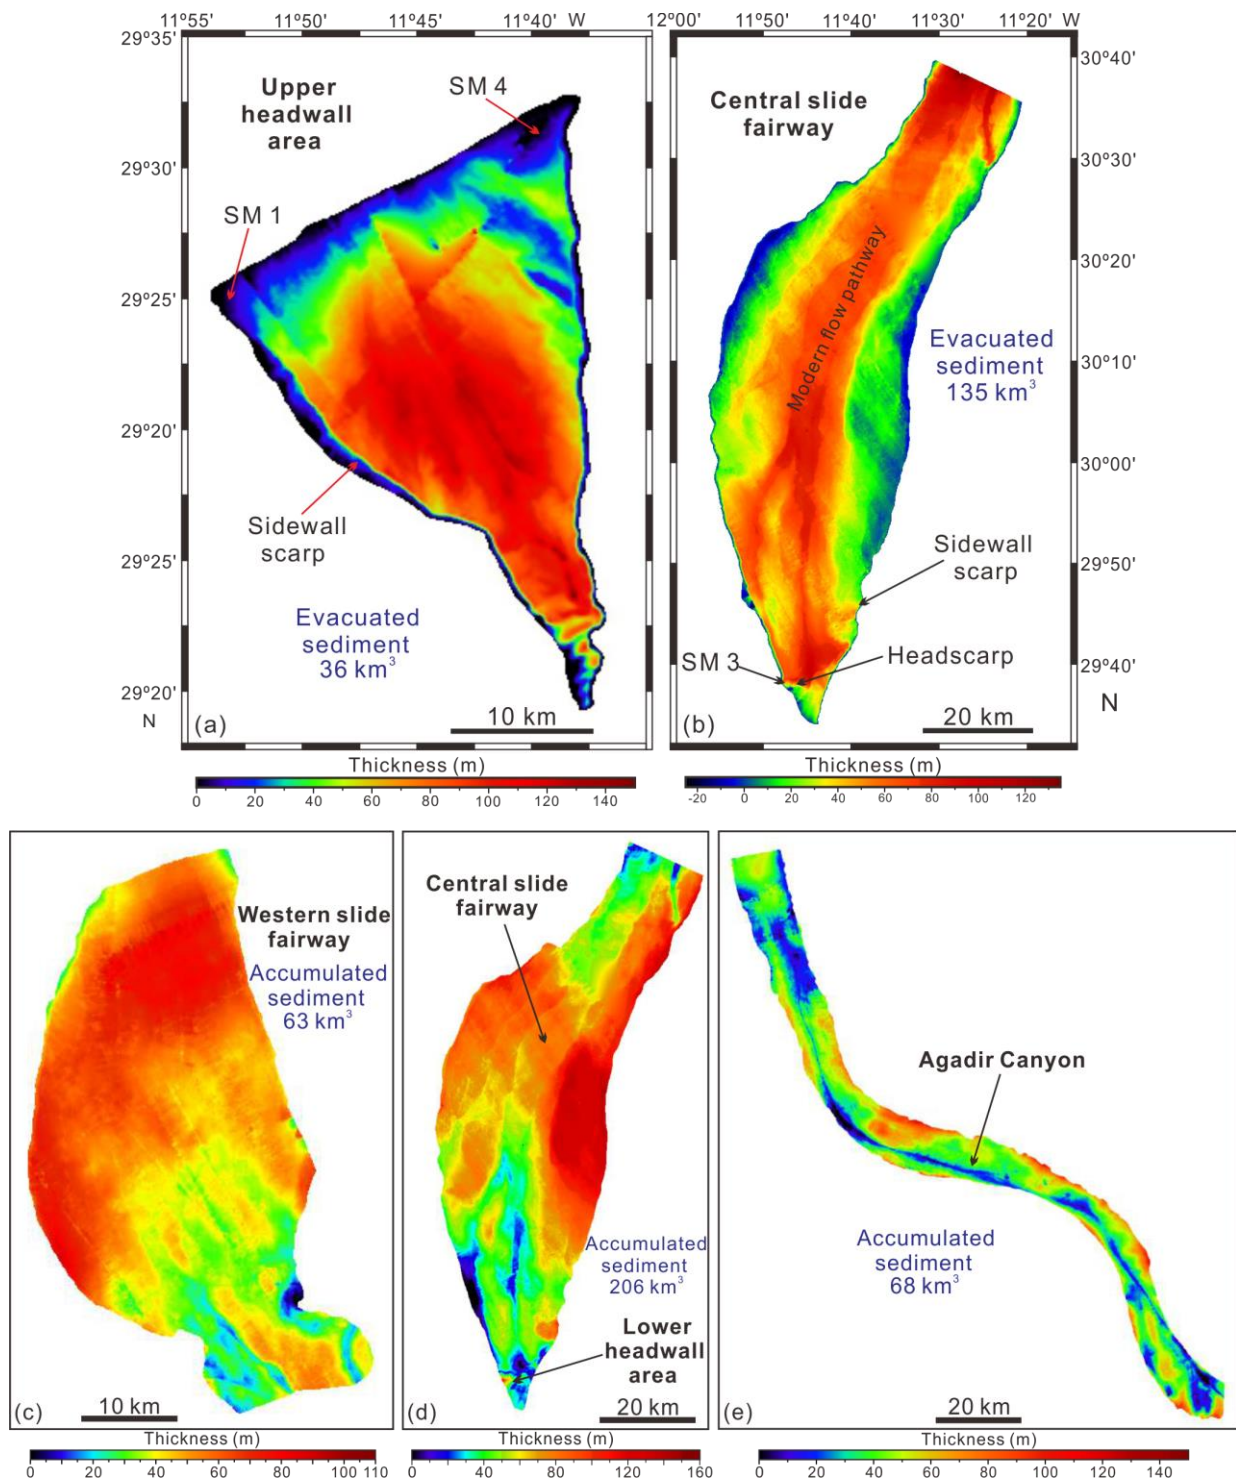 11°55' 11°45' 11°40' W
29°35'
29°30'
29°25'
29°20'
29°25'
29°20'
N
Upper
headwall
area
SM 4
SM 1
Sidewall
scarp
Evacuated
sediment
36 km³
(a)
10 km
Thickness (m)
0 20 40 60 80 100 120 140
12°00' 11°50' 11°40' 11°30' 11°20' W
30°40'
30°30'
30°20'
30°10'
30°00'
29°50'
29°40'
N
Central slide
fairway
Modern flow pathway
Evacuated
sediment
135 km³
Sidewall
scarp
SM 3
Headscarp
(b)
20 km
Thickness (m)
-20 0 20 40 60 80 100 120
Western slide
fairway
Accumulated
sediment
63 km³
(c)
10 km
Thickness (m)
0 20 40 60 80 100 110
Central slide
fairway
Accumulated
sediment
206 km³
Lower
headwall
area
(d)
20 km
Thickness (m)
0 40 80 120 160
Agadir Canyon
Accumulated
sediment
68 km³
(e)
20 km
Thickness (m)
0 20 40 60 80 100 120 140